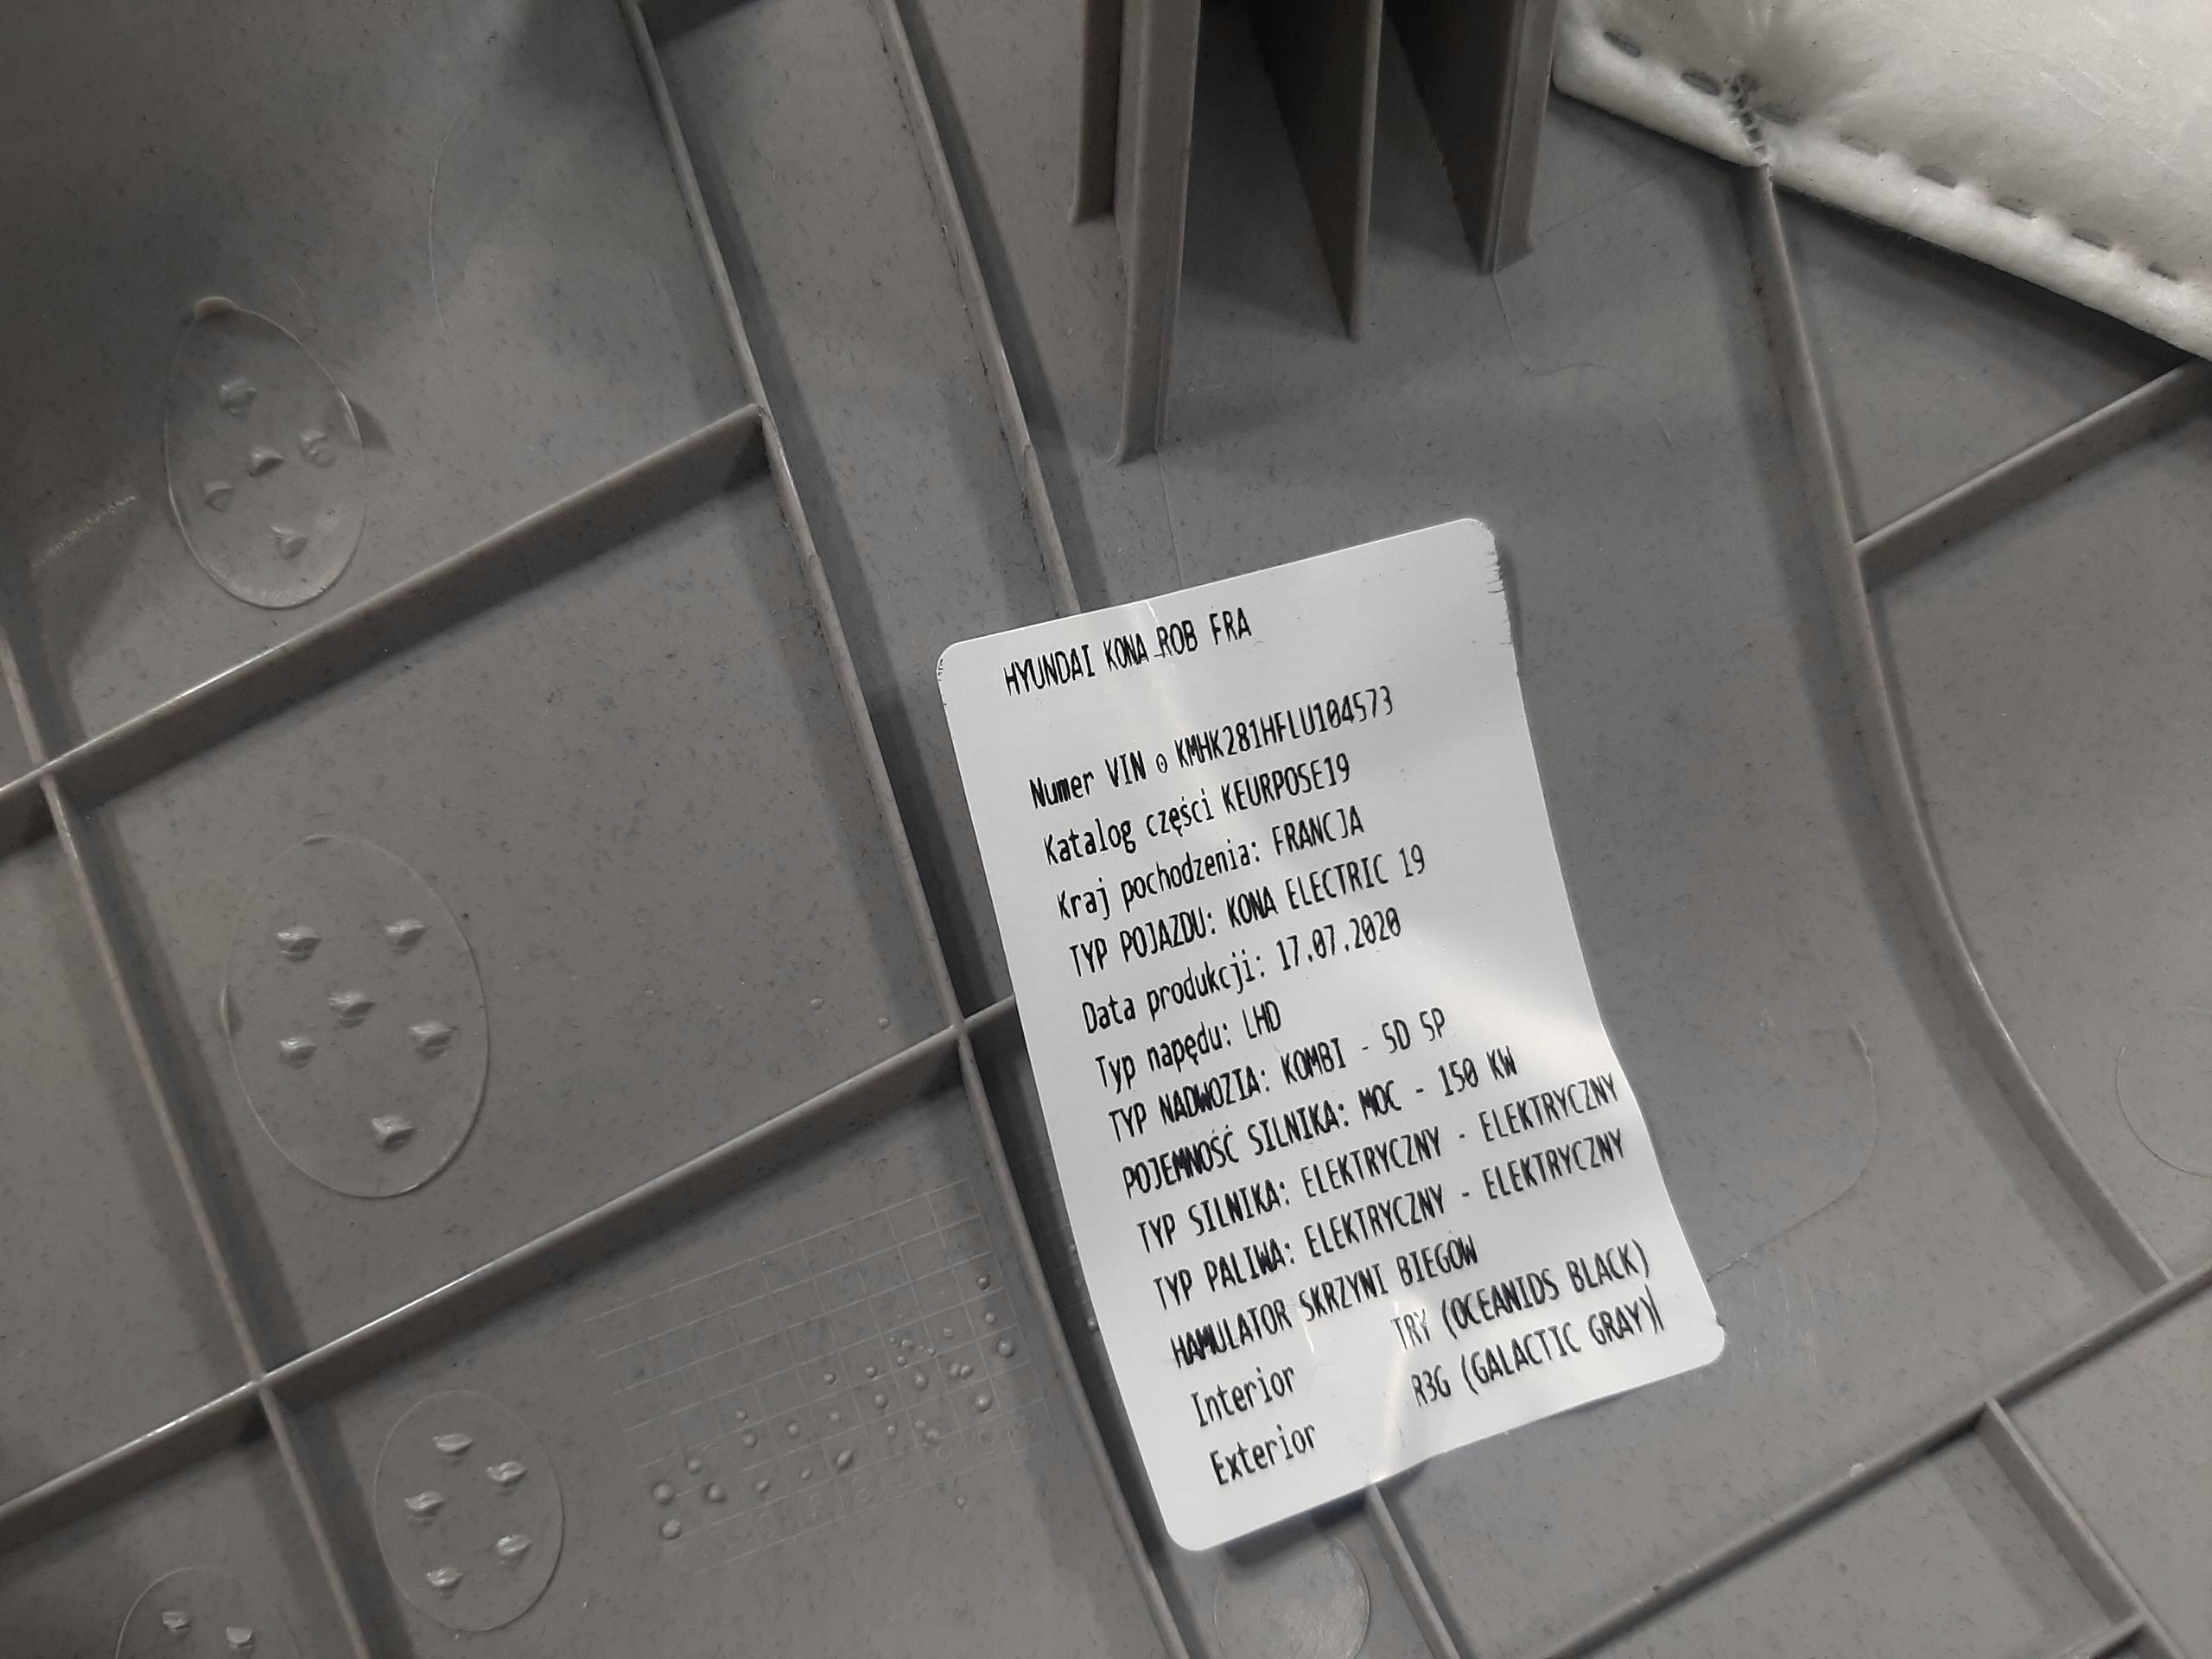 HYUNDAI KONA ROB FRA
Numer VIN o KMHK281HFLU104573
Katalog części KEURPOSE19
Kraj pochodzenia: FRANCJA
TYP POJAZDU: KONA ELECTRIC 19
Data produkcji: 17.07.2020
Typ napędu: LHD
TYP NADWOZIA: KOMBI - 5D 5P
POJEMNOŚĆ SILNIKA: MOC - 150 KW
TYP SILNIKA: ELEKTRYCZNY - ELEKTRYCZNY
TYP PALIWA: ELEKTRYCZNY - ELEKTRYCZNY
HAMULATOR SKRZYNI BIEGÓW
Interior TRY (OCEANIDS BLACK)
Exterior R3G (GALACTIC GRAY)|